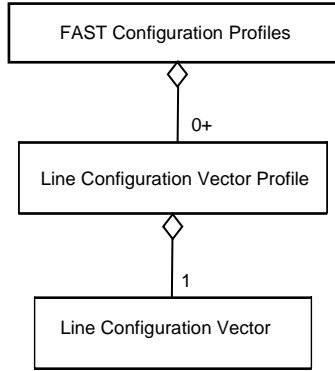 FAST Configuration Profiles
0+
Line Configuration Vector Profile
1
Line Configuration Vector